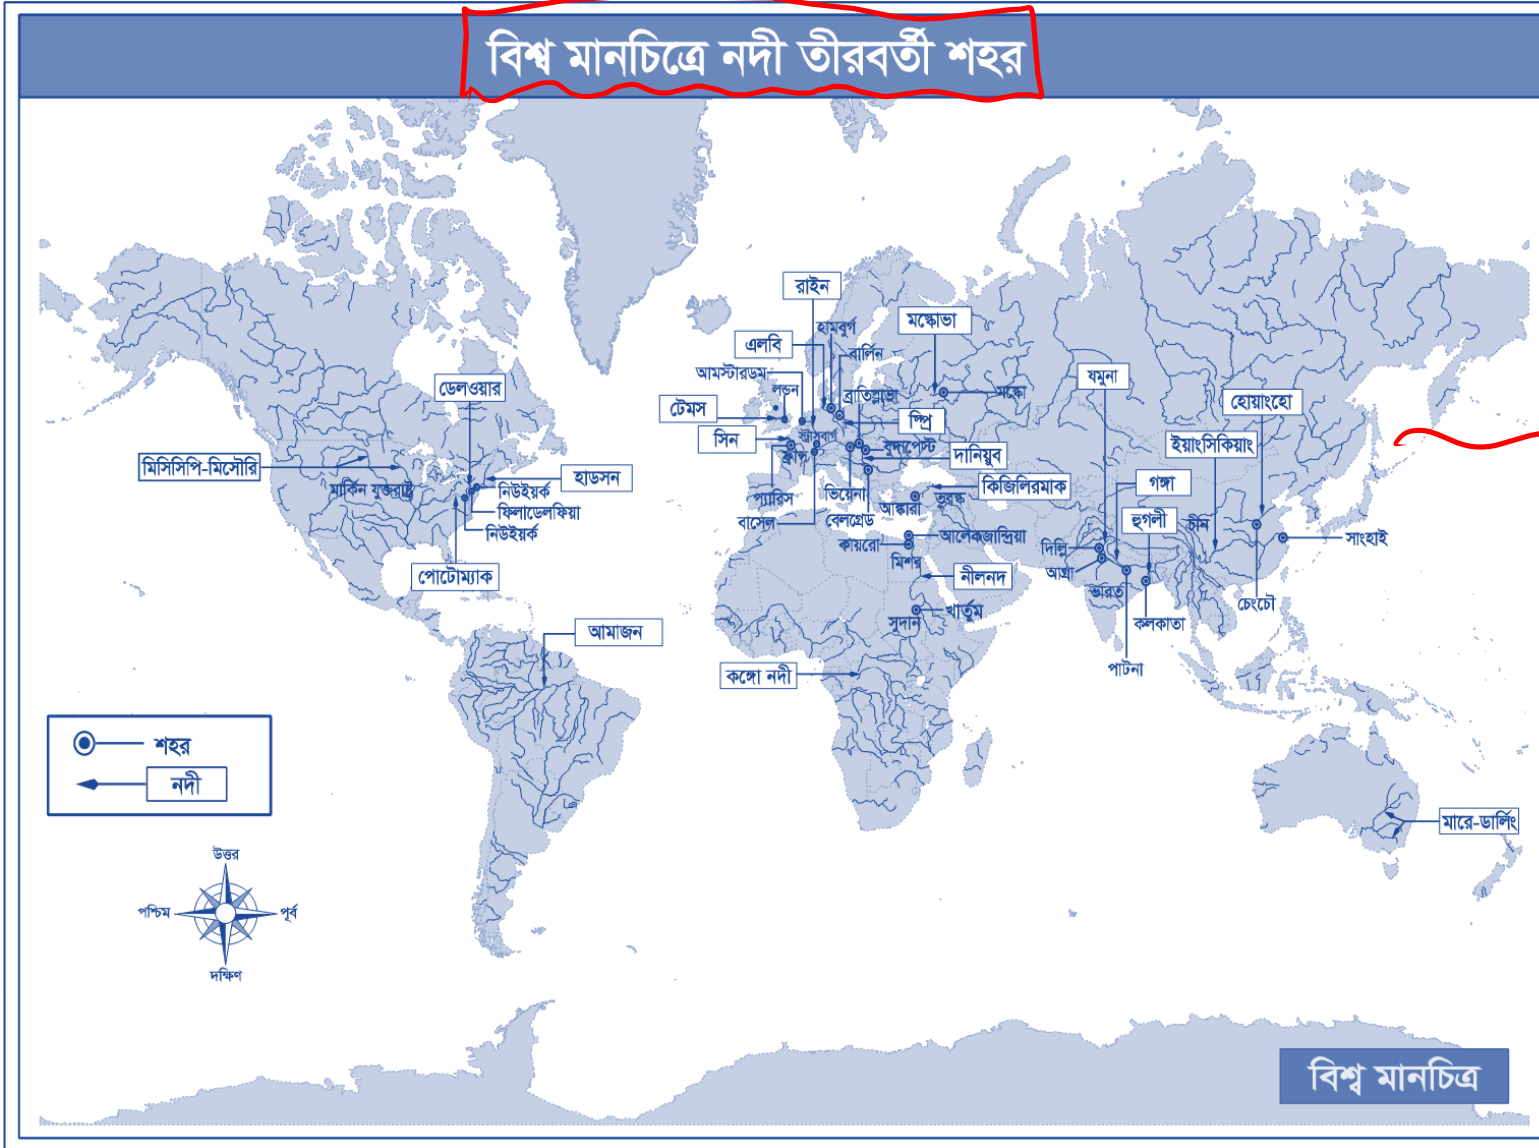 বিশ্ব মানচিত্রে নদী তীরবর্তী শহর
রাইন
হামবুর্গ
মস্কোভা
এলবি
বার্লিন
আমস্টারডম
যমুনা
ডেলওয়ার
লন্ডন
ব্রাতিস্লাভা
মস্কো
হোয়াংহো
টেমস
স্প্রি
সিন
স্ট্রাসবার্গ
বুদাপেস্ট
ইয়াংসিকিয়াং
ফ্রান্স
দানিয়ুব
মিসিসিপি-মিসৌরি
হাডসন
মার্কিন যুক্তরাষ্ট্র
নিউইয়র্ক
প্যারিস
ভিয়েনা
কিজিলিরমাক
গঙ্গা
আঙ্কারা
তুরস্ক
ফিলাডেলফিয়া
বাসেল
বেলগ্রেড
হুগলী
চীন
নিউইয়র্ক
আলেকজান্দ্রিয়া
কায়রো
দিল্লি
সাংহাই
মিশর
আগ্রা
পোটোম্যাক
নীলনদ
ভারত
চেংচৌ
খার্তুম
সুদান
কলকাতা
আমাজন
পাটনা
কঙ্গো নদী
শহর
নদী
মারে-ডার্লিং
উত্তর
পশ্চিম
পূর্ব
দক্ষিণ
বিশ্ব মানচিত্র